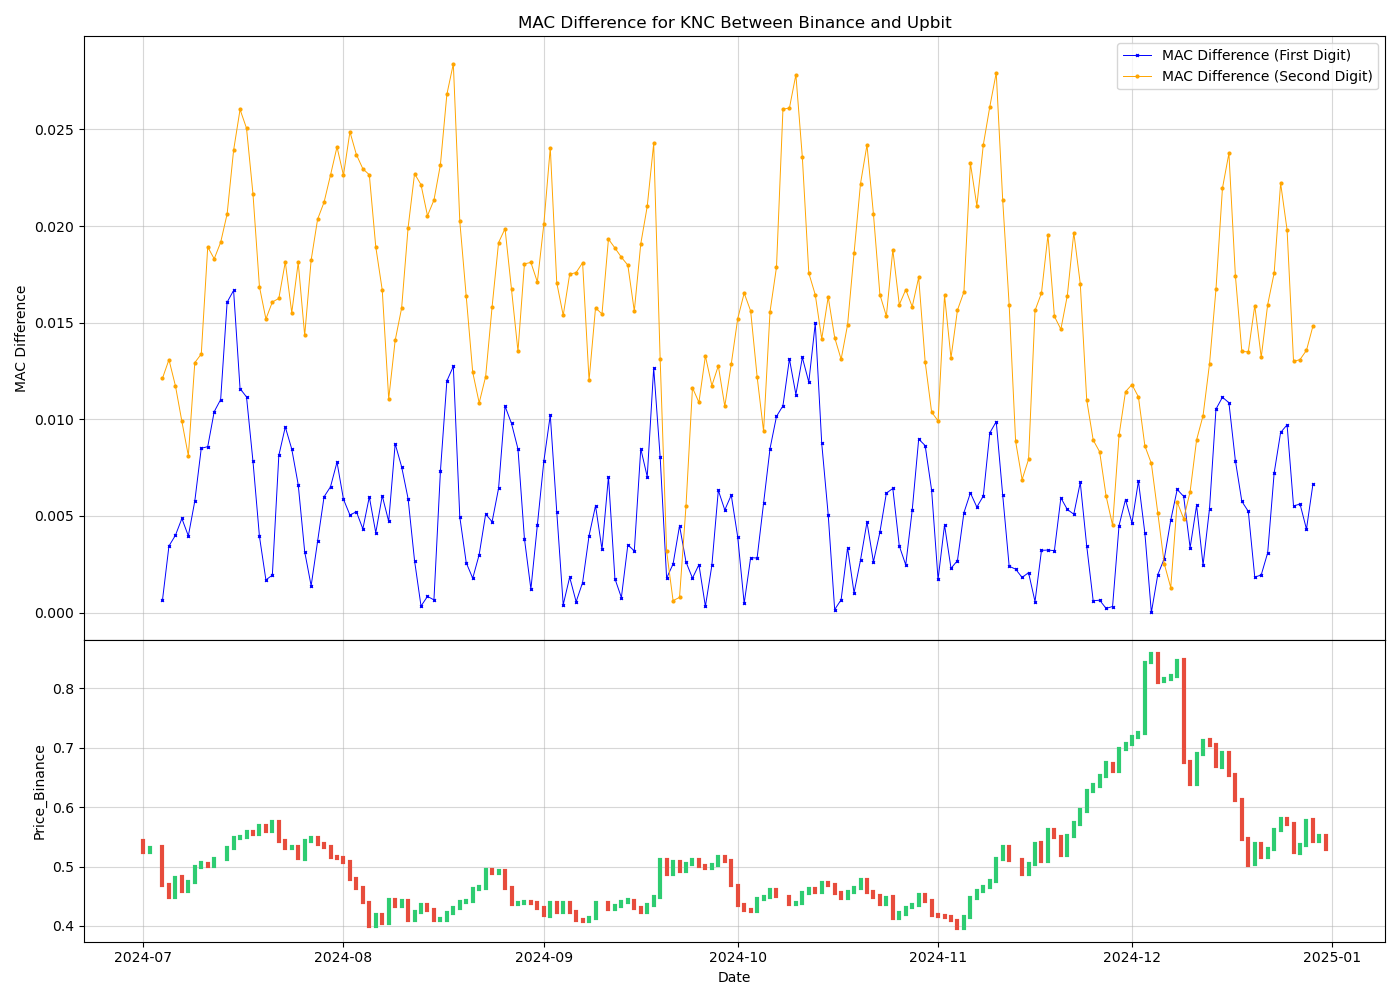 MAC Difference for KNC Between Binance and Upbit
MAC Difference (First Digit)
MAC Difference (Second Digit)
MAC Difference
0.025
0.020
0.015
0.010
0.005
0.000
Price_Binance
0.8
0.7
0.6
0.5
0.4
2024-07 2024-08 2024-09 2024-10 2024-11 2024-12 2025-01
Date